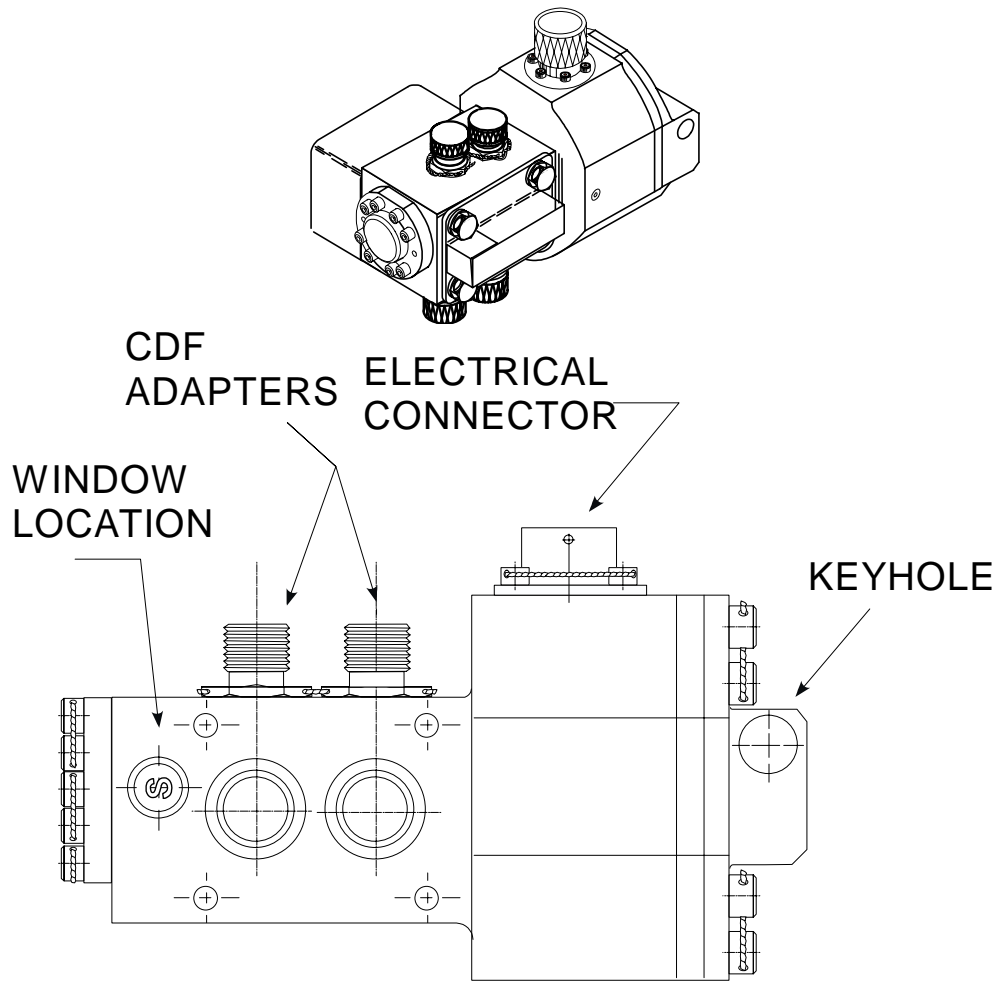 CDF
ADAPTERS
ELECTRICAL
CONNECTOR
WINDOW
LOCATION
KEYHOLE
S